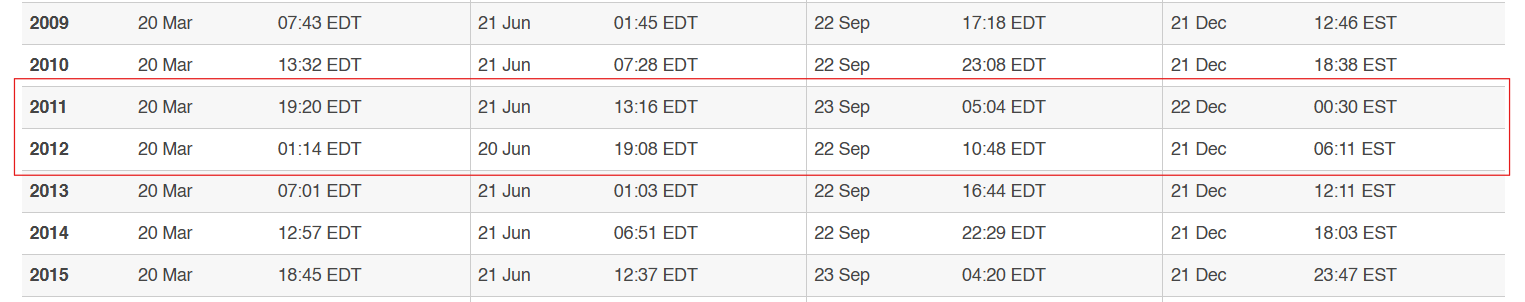 2009 20 Mar 07:43 EDT 21 Jun 01:45 EDT 22 Sep 17:18 EDT 21 Dec 12:46 EST
2010 20 Mar 13:32 EDT 21 Jun 07:28 EDT 22 Sep 23:08 EDT 21 Dec 18:38 EST
2011 20 Mar 19:20 EDT 21 Jun 13:16 EDT 23 Sep 05:04 EDT 22 Dec 00:30 EST
2012 20 Mar 01:14 EDT 20 Jun 19:08 EDT 22 Sep 10:48 EDT 21 Dec 06:11 EST
2013 20 Mar 07:01 EDT 21 Jun 01:03 EDT 22 Sep 16:44 EDT 21 Dec 12:11 EST
2014 20 Mar 12:57 EDT 21 Jun 06:51 EDT 22 Sep 22:29 EDT 21 Dec 18:03 EST
2015 20 Mar 18:45 EDT 21 Jun 12:37 EDT 23 Sep 04:20 EDT 21 Dec 23:47 EST